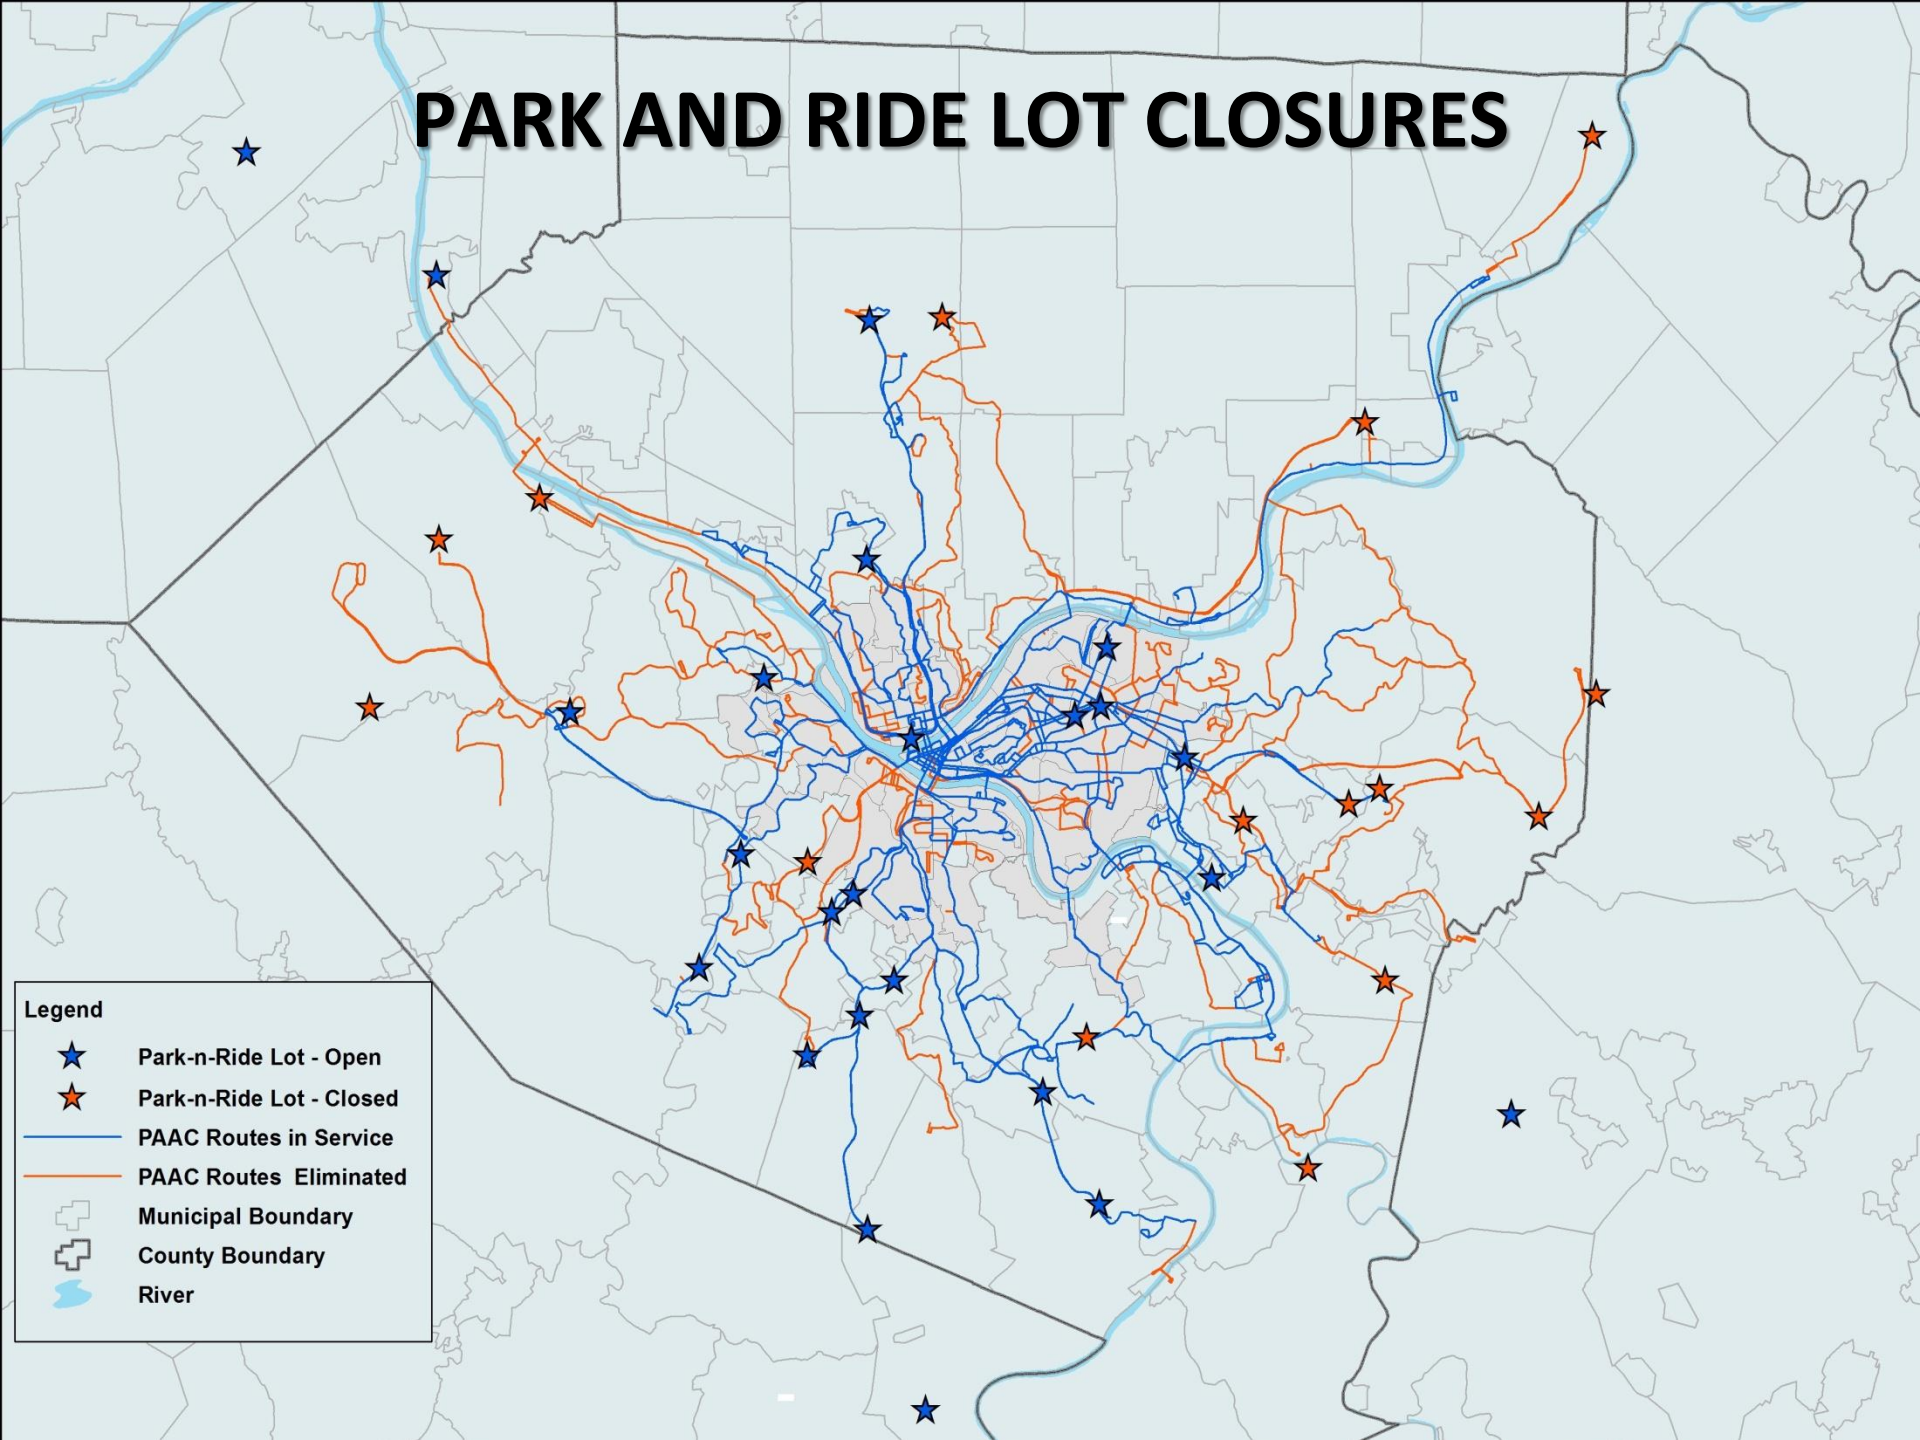 PARK AND RIDE LOT CLOSURES
Legend
Park-n-Ride Lot - Open
Park-n-Ride Lot - Closed
PAAC Routes in Service
PAAC Routes Eliminated
Municipal Boundary
County Boundary
River